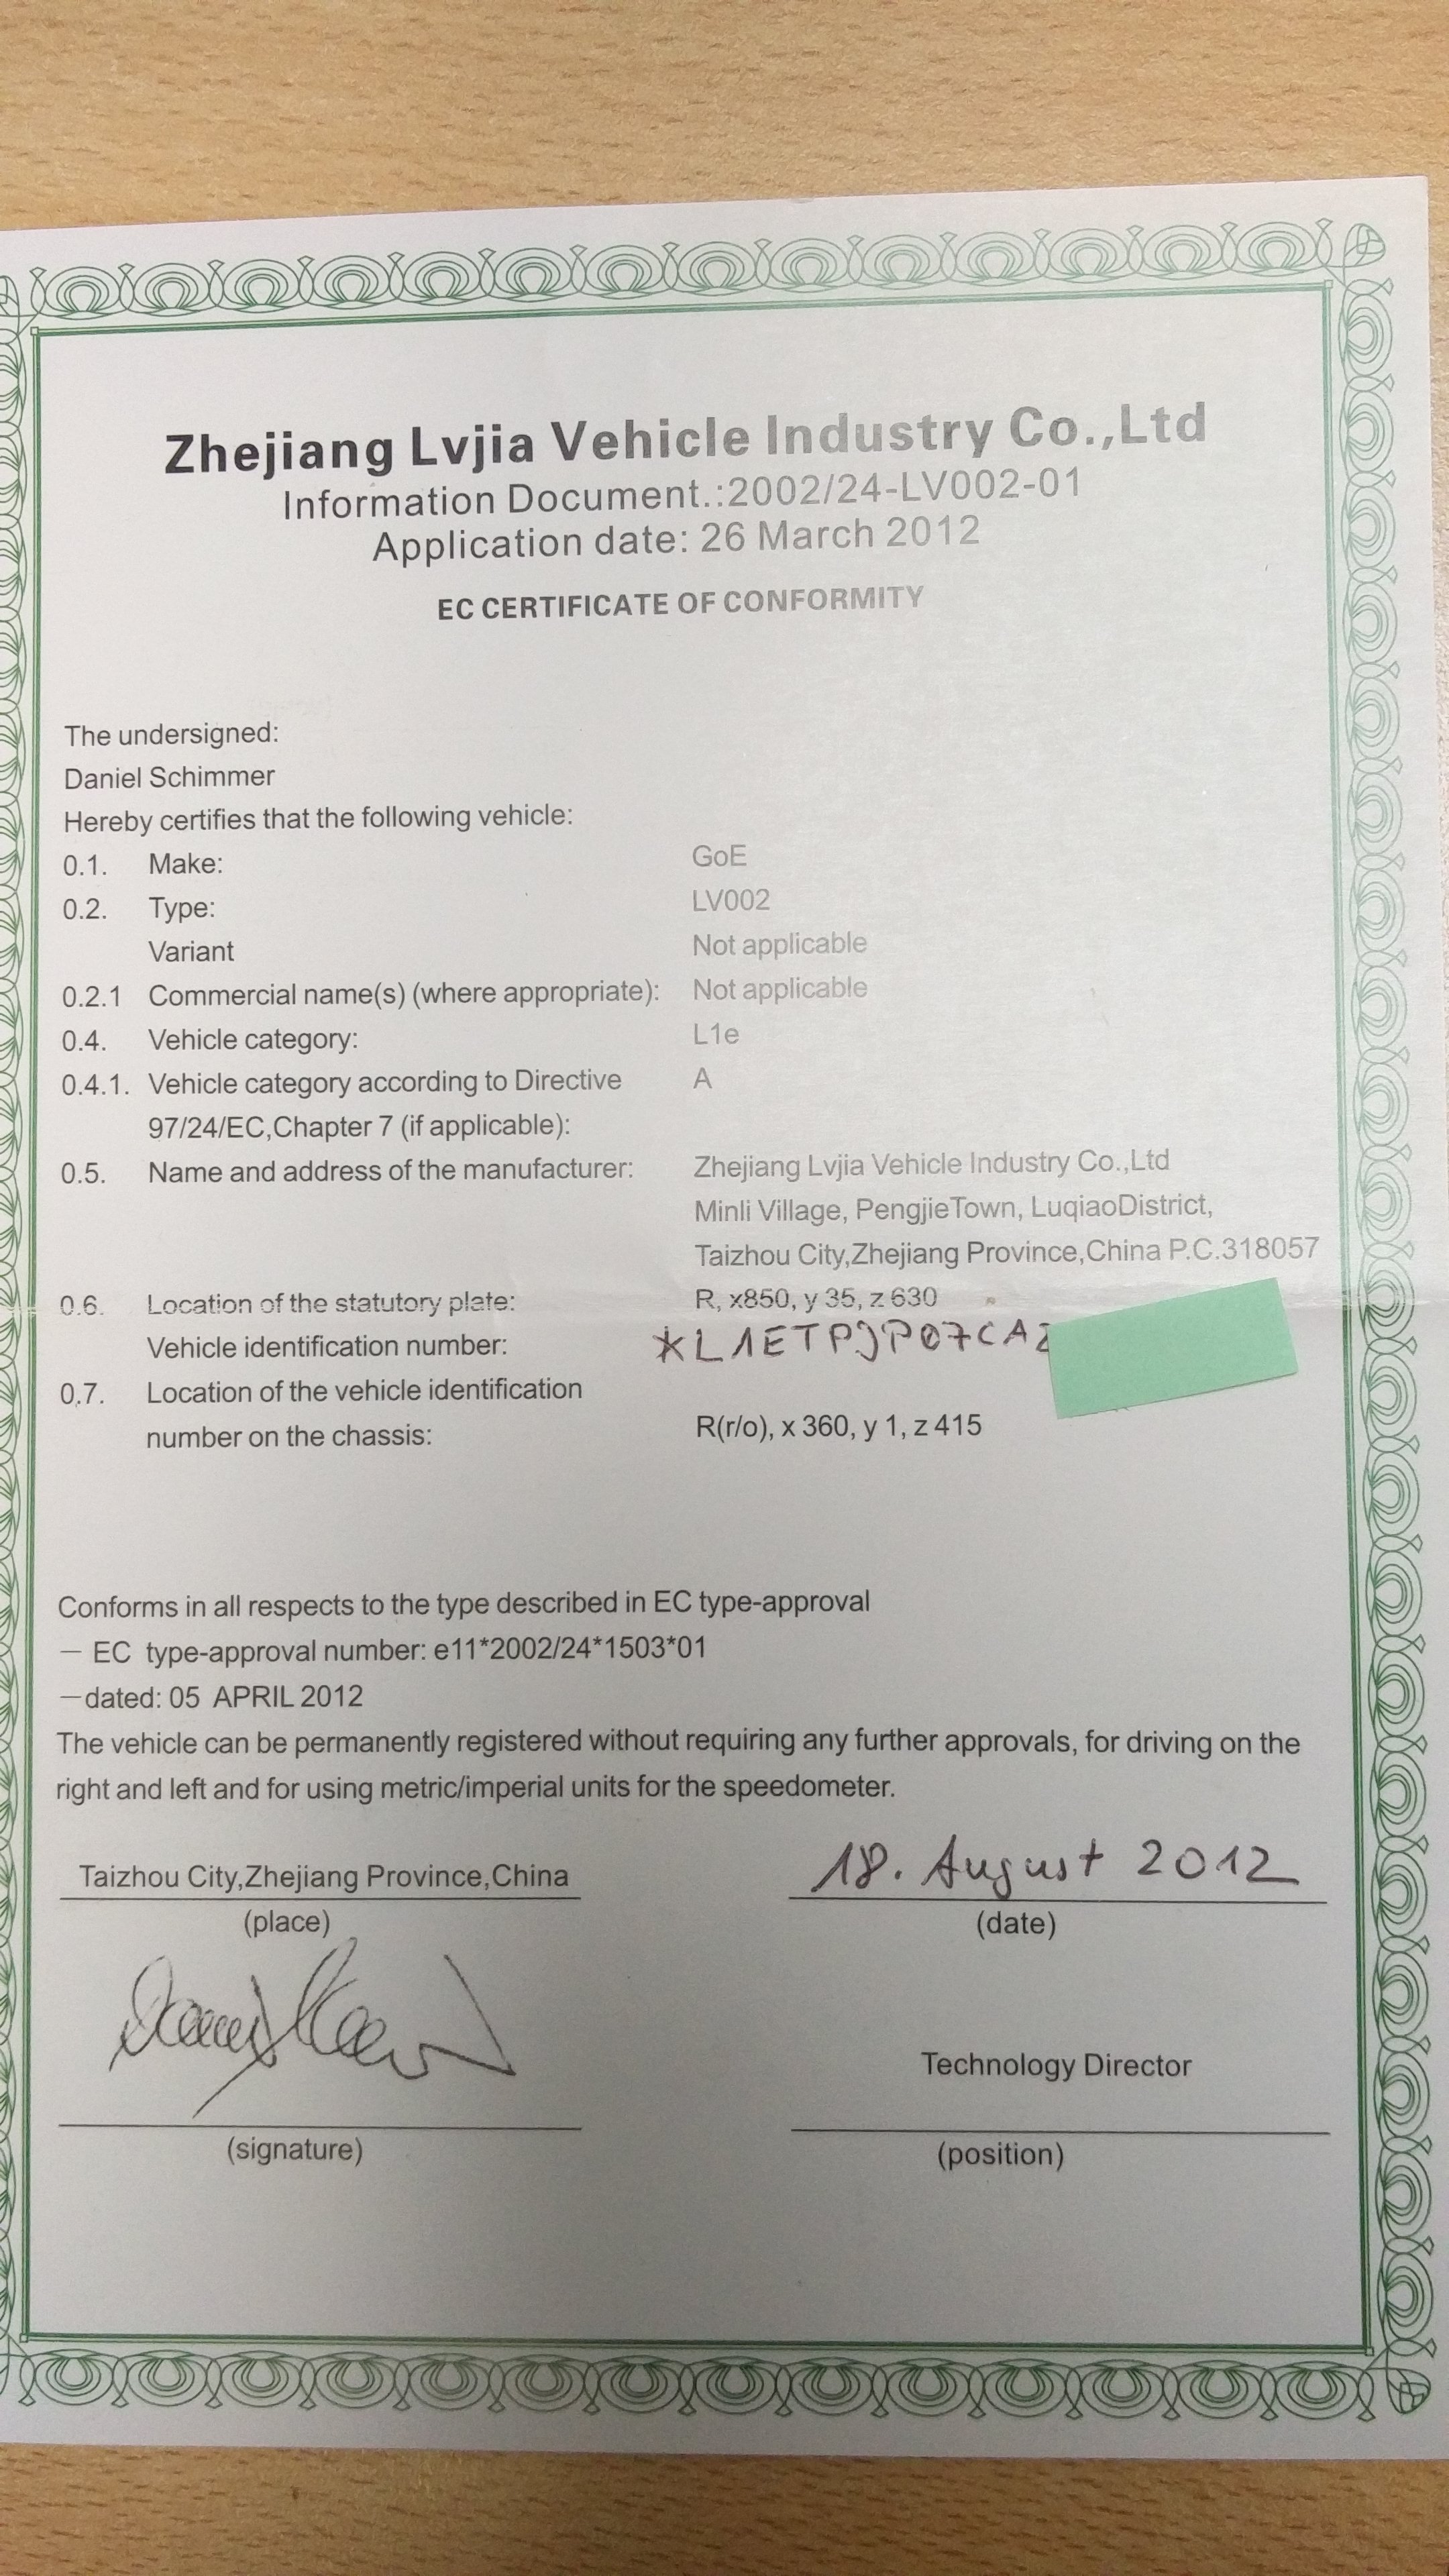 Zhejiang Lvjia Vehicle Industry Co.,Ltd
Information Document.:2002/24-LV002-01
Application date: 26 March 2012
EC CERTIFICATE OF CONFORMITY
The undersigned:
Daniel Schimmer
Hereby certifies that the following vehicle:
0.1. Make: GoE
0.2. Type: LV002
Variant Not applicable
0.2.1 Commercial name(s) (where appropriate): Not applicable
0.4. Vehicle category: L1e
0.4.1. Vehicle category according to Directive A
97/24/EC,Chapter 7 (if applicable):
0.5. Name and address of the manufacturer: Zhejiang Lvjia Vehicle Industry Co.,Ltd
Minli Village, PengjieTown, LuqiaoDistrict,
Taizhou City,Zhejiang Province,China P.C.318057
0.6. Location of the statutory plate: R, x850, y 35, z 630
Vehicle identification number: *L1ETPJP07CA
0.7. Location of the vehicle identification
number on the chassis: R(r/o), x 360, y 1, z 415
Conforms in all respects to the type described in EC type-approval
— EC type-approval number: e11*2002/24*1503*01
—dated: 05 APRIL 2012
The vehicle can be permanently registered without requiring any further approvals, for driving on the
right and left and for using metric/imperial units for the speedometer.
Taizhou City,Zhejiang Province,China 18. August 2012
(place) (date)
Technology Director
(signature) (position)